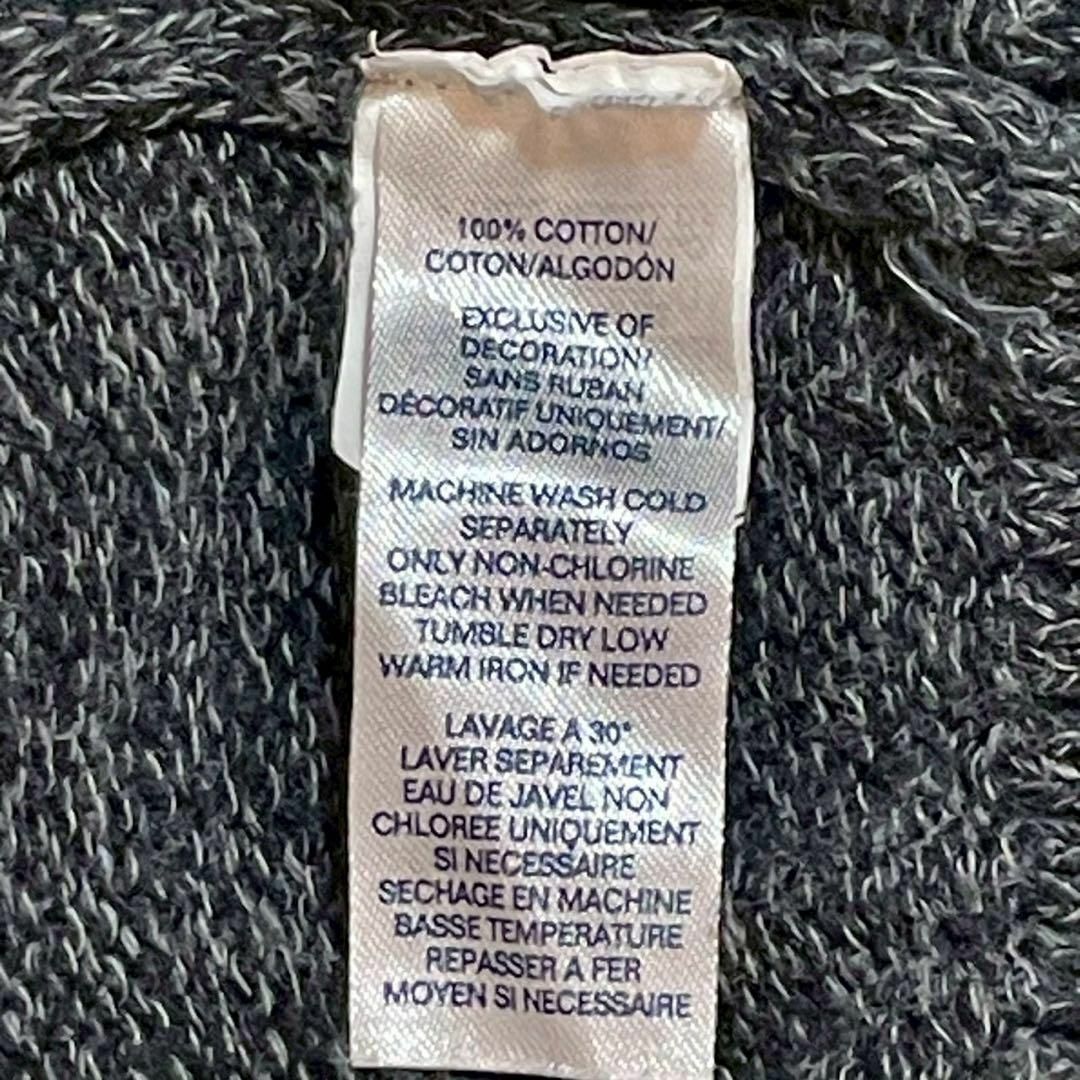 100% COTTON/
COTON/ALGODÓN
EXCLUSIVE OF
DECORATION/
SANS RUBAN
DÉCORATIF UNIQUEMENT/
SIN ADORNOS
MACHINE WASH COLD
SEPARATELY
ONLY NON-CHLORINE
BLEACH WHEN NEEDED
TUMBLE DRY LOW
WARM IRON IF NEEDED
LAVAGE A 30°
LAVER SEPAREMENT
EAU DE JAVEL NON
CHLOREE UNIQUEMENT
SI NECESSAIRE
SECHAGE EN MACHINE
BASSE TEMPERATURE
REPASSER A FER
MOYEN SI NECESSAIRE